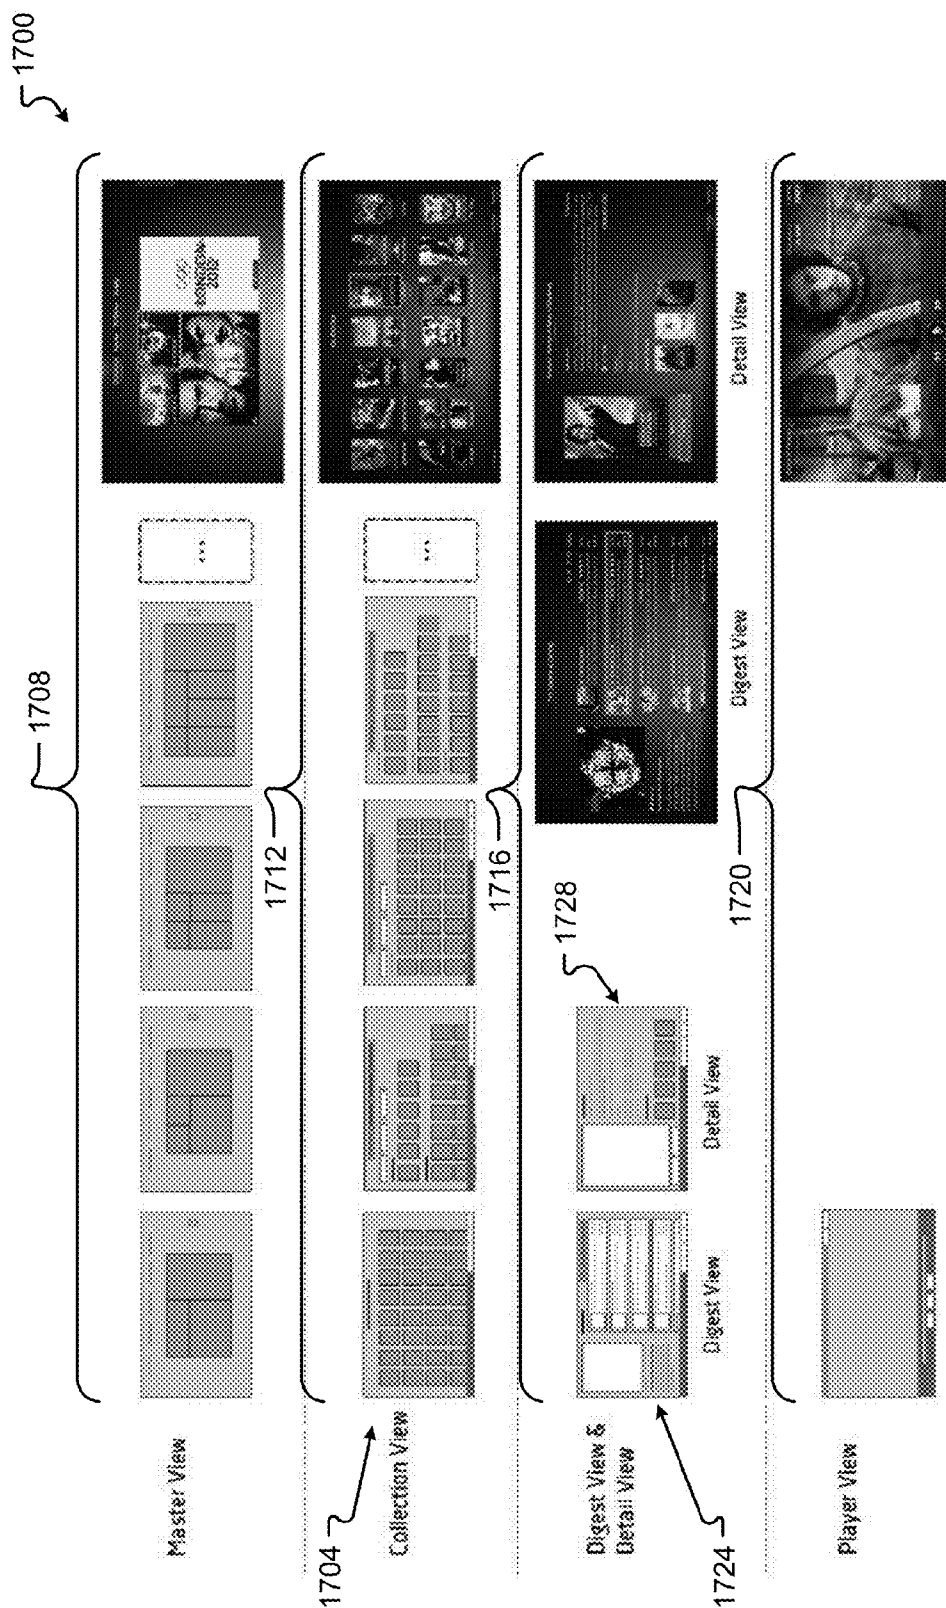 1700
1708
Master View
1712
1704
Collection View
1716
1728
Digest View &
Detail View
Digest View
Detail View
Digest View
Detail View
1724
1720
Player View
2012